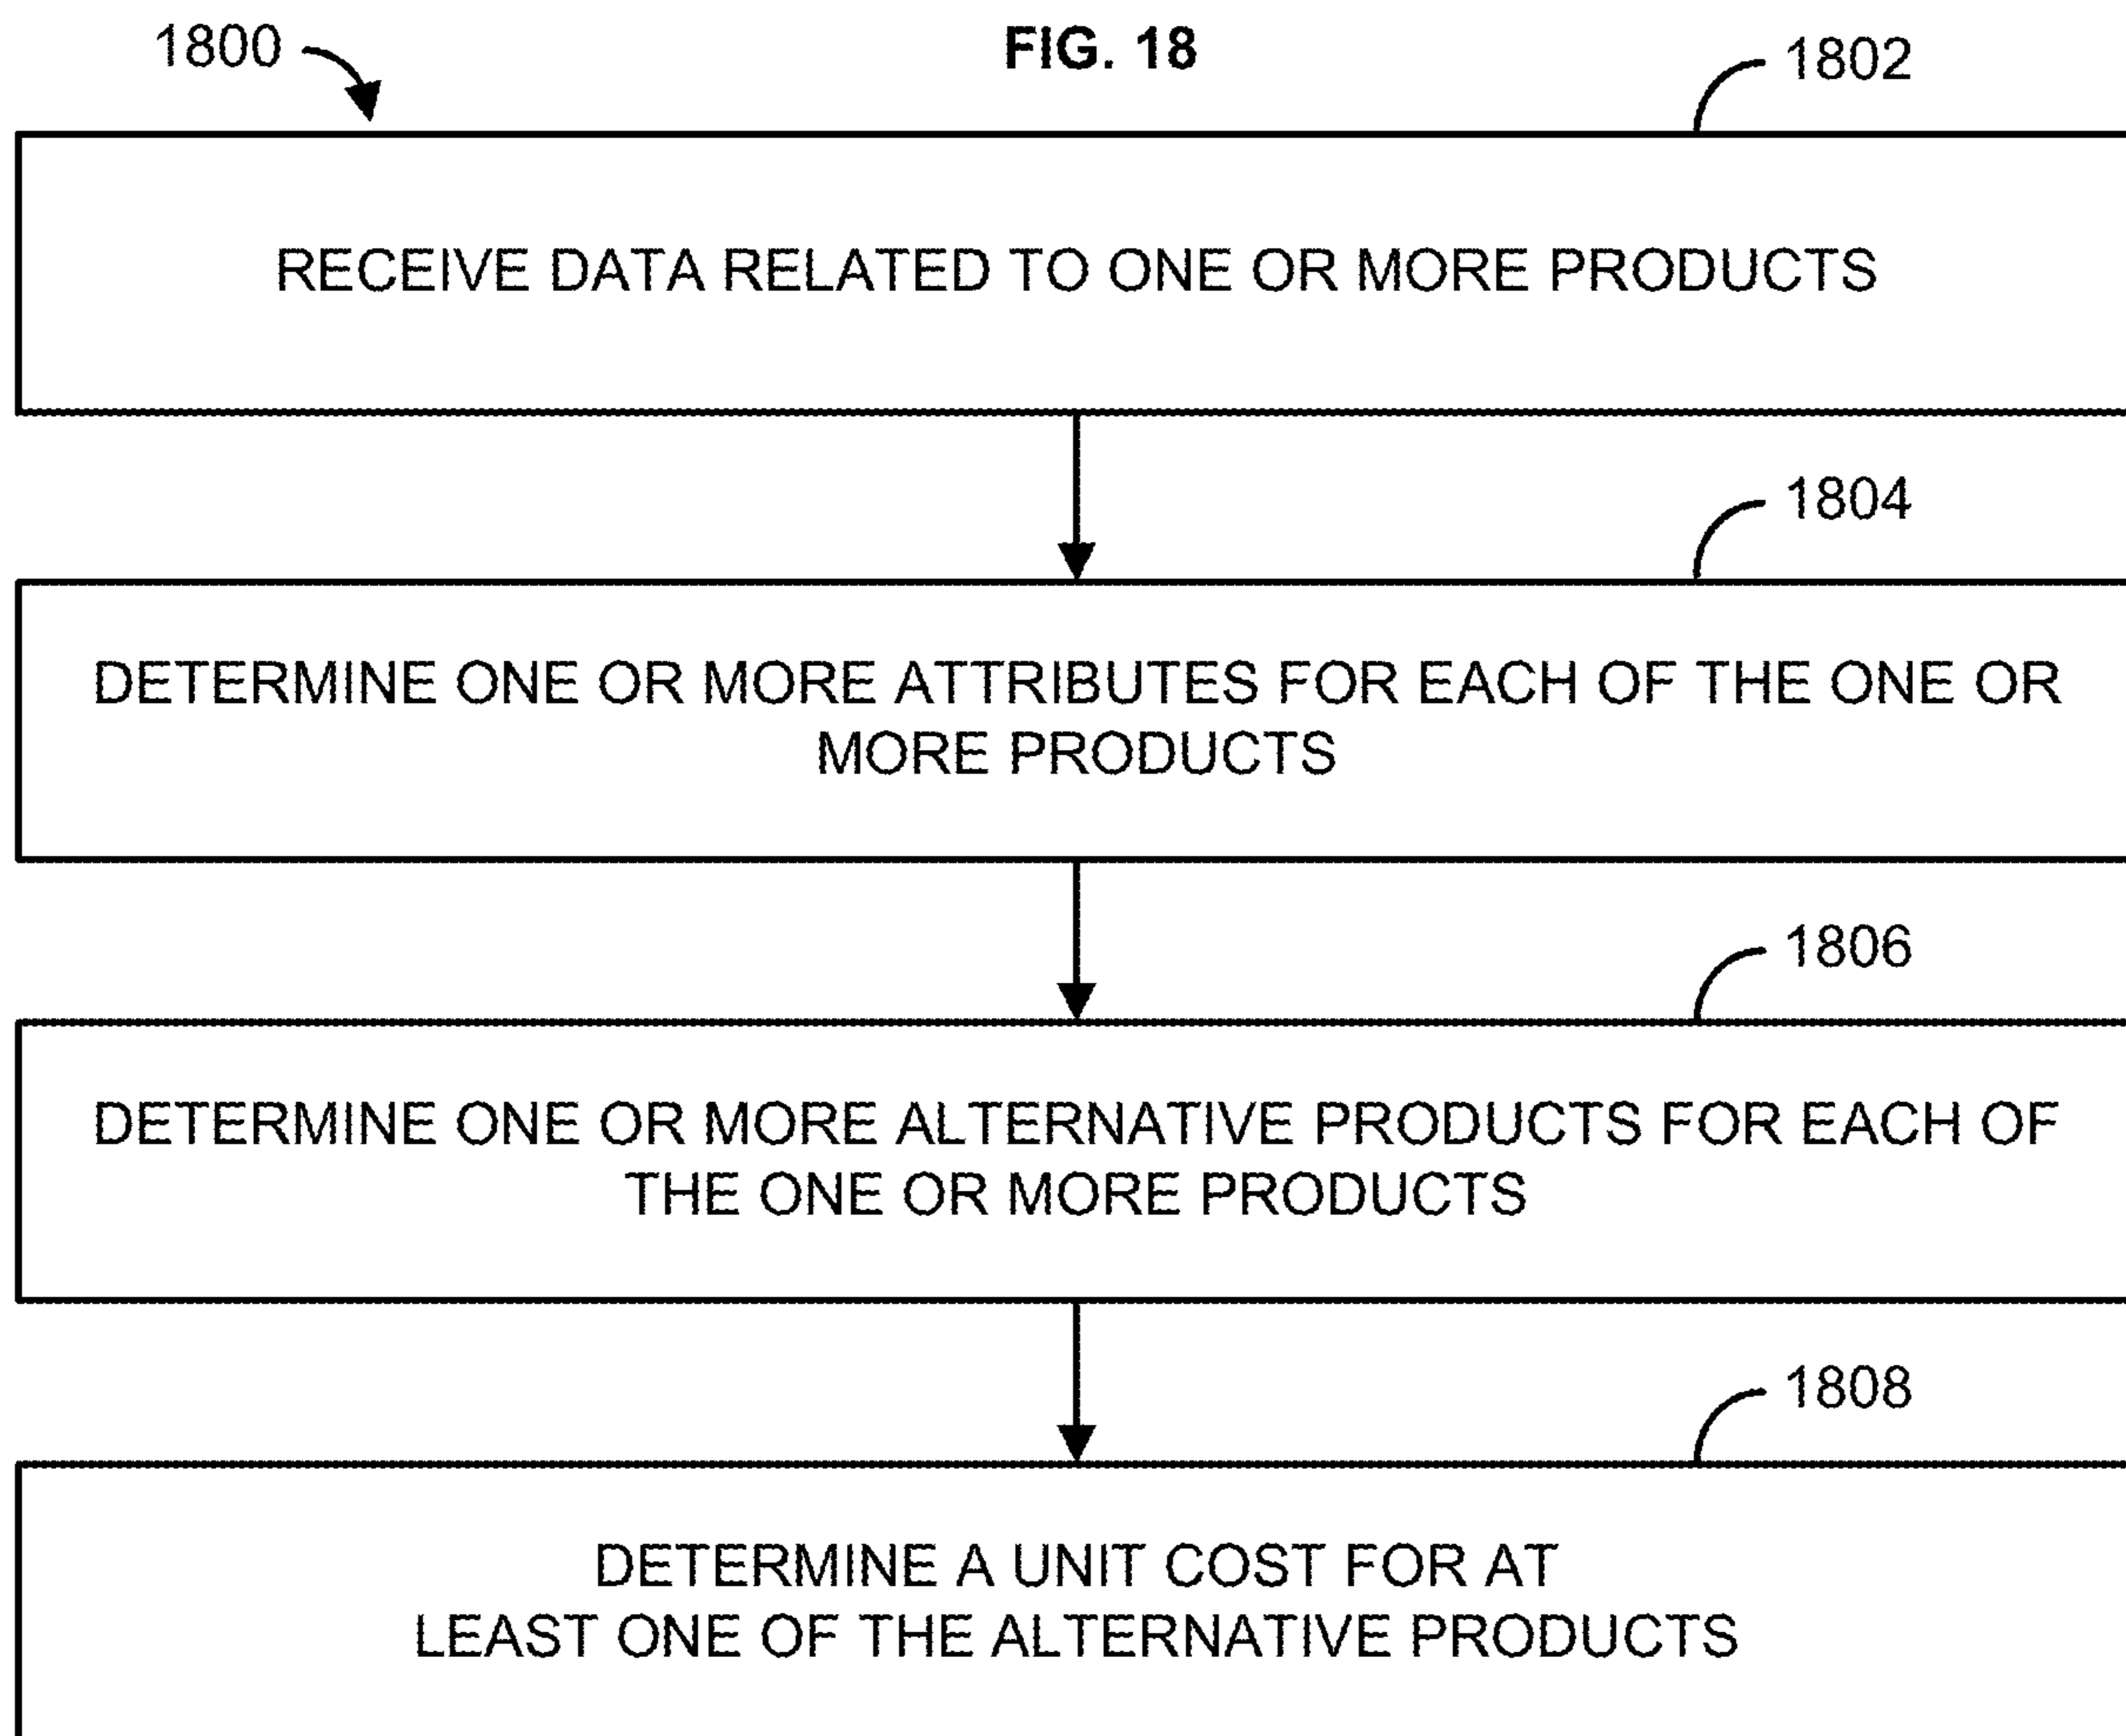 1800
FIG. 18
1802
RECEIVE DATA RELATED TO ONE OR MORE PRODUCTS
1804
DETERMINE ONE OR MORE ATTRIBUTES FOR EACH OF THE ONE OR
MORE PRODUCTS
1806
DETERMINE ONE OR MORE ALTERNATIVE PRODUCTS FOR EACH OF
THE ONE OR MORE PRODUCTS
1808
DETERMINE A UNIT COST FOR AT
LEAST ONE OF THE ALTERNATIVE PRODUCTS